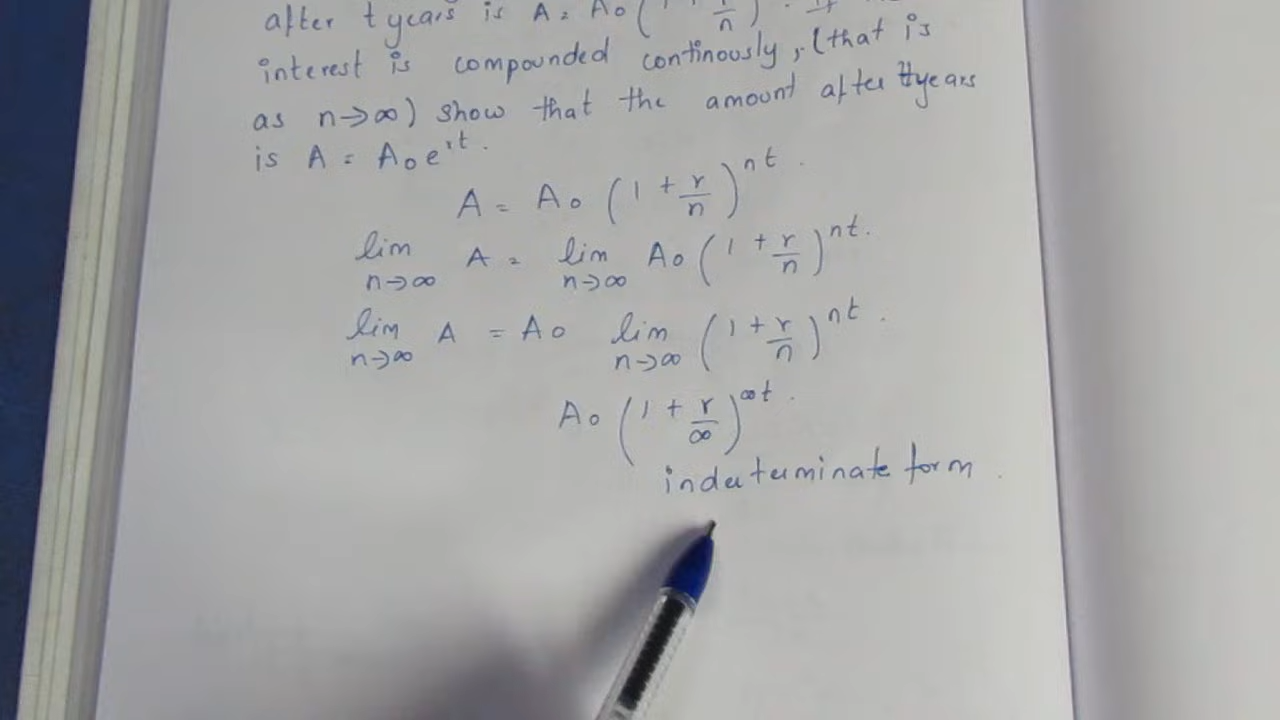 after t years is A = A₀(1 + r/n)
interest is compounded continously, (that is
as n→∞) show that the amount after t years
is A = A₀e^rt.
A = A₀ (1 + r/n)^nt.
lim n→∞ A = lim n→∞ A₀ (1 + r/n)^nt.
lim n→∞ A = A₀ lim n→∞ (1 + r/n)^nt.
A₀ (1 + r/∞)^∞t.
indeterminate form.